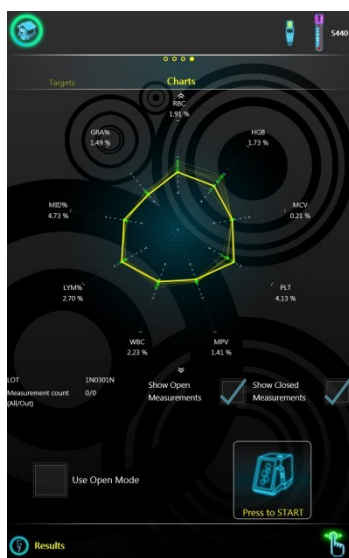 5440
Targets
Charts
RBC
1.91 %
GRA%
1.49 %
HGB
1.73 %
MID%
4.73 %
MCV
0.21 %
LYM%
2.70 %
PLT
4.13 %
WBC
2.23 %
MPV
1.41 %
LOT 1N0301N
Measurement count 0/0
(All/Out)
Show Open
Measurements
Show Closed
Measurements
Use Open Mode
Press to START
Results